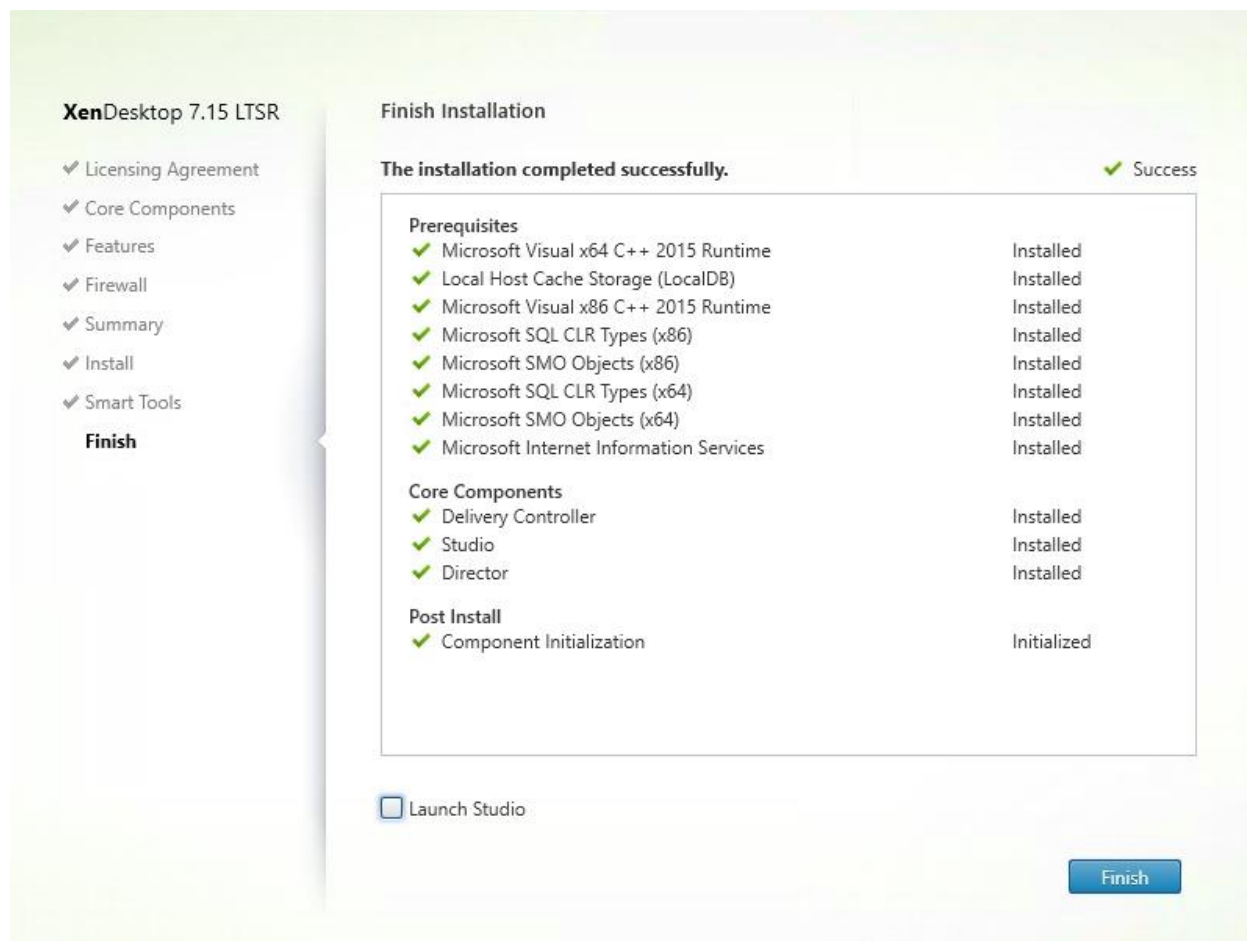 XenDesktop 7.15 LTSR
Licensing Agreement
Core Components
Features
Firewall
Summary
Install
Smart Tools
Finish
Finish Installation
The installation completed successfully. Success
Prerequisites
Microsoft Visual x64 C++ 2015 Runtime Installed
Local Host Cache Storage (LocalDB) Installed
Microsoft Visual x86 C++ 2015 Runtime Installed
Microsoft SQL CLR Types (x86) Installed
Microsoft SMO Objects (x86) Installed
Microsoft SQL CLR Types (x64) Installed
Microsoft SMO Objects (x64) Installed
Microsoft Internet Information Services Installed
Core Components
Delivery Controller Installed
Studio Installed
Director Installed
Post Install
Component Initialization Initialized
Launch Studio
Finish